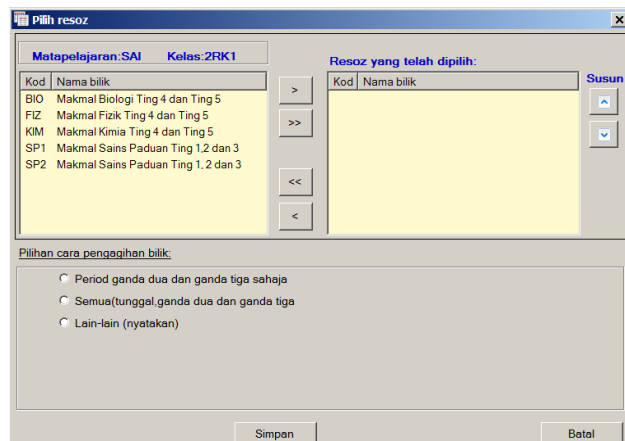 Pilih resoz
Matapelajaran:SAI Kelas:2RK1
Kod Nama bilik
BIO Makmal Biologi Ting 4 dan Ting 5
FIZ Makmal Fizik Ting 4 dan Ting 5
KIM Makmal Kimia Ting 4 dan Ting 5
SP1 Makmal Sains Paduan Ting 1,2 dan 3
SP2 Makmal Sains Paduan Ting 1, 2 dan 3
>
>>
<<
<
Resoz yang telah dipilih:
Kod Nama bilik
Susun
Pilihan cara pengagihan bilik:
Period ganda dua dan ganda tiga sahaja
Semua(tunggal,ganda dua dan ganda tiga
Lain-lain (nyatakan)
Simpan
Batal